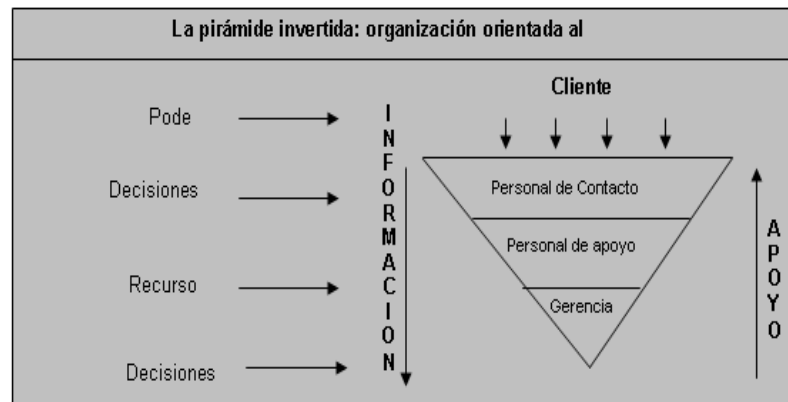 La pirámide invertida: organización orientada al
Cliente
Pode
Decisiones
Recurso
Decisiones
INFORMACION
Personal de Contacto
Personal de apoyo
Gerencia
APOYO